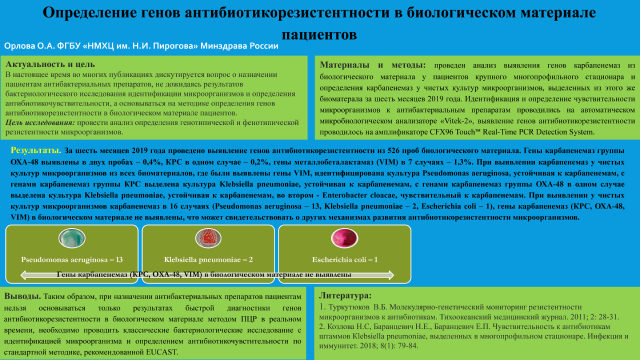 Определение генов антибиотикорезистентности в биологическом материале
пациентов
Орлова О.А. ФГБУ «НМХЦ им. Н.И. Пирогова» Минздрава России
Актуальность и цель
В настоящее время во многих публикациях дискутируется вопрос о назначении
пациентам антибактериальных препаратов, не дожидаясь результатов
бактериологического исследования идентификации микроорганизмов и определения
антибиотикочувствительности, а основываться на методике определения генов
антибиотикорезистентности в биологическом материале пациентов.
Цель исследования: провести анализ определения генотипической и фенотипической
резистентности микроорганизмов.
Материалы и методы: проведен анализ выявления генов карбапенемаз из
биологического материала у пациентов крупного многопрофильного стационара и
определения карбапенемаз у чистых культур микроорганизмов, выделенных из этого же
биоматерала за шесть месяцев 2019 года. Идентификация и определение чувствительности
микроорганизмов к антибактериальным препаратам проводились на автоматическом
микробиологическом анализаторе «Vitek-2», выявление генов антибиотикорезистентности
проводилось на амплификаторе CFX96 Touch™ Real-Time PCR Detection System.
Результаты. За шесть месяцев 2019 года проведено выявление генов антибиотикорезистентности из 526 проб биологического материала. Гены карбапенемаз группы
OXA-48 выявлены в двух пробах – 0,4%, KPC в одном случае – 0,2%, гены металлобеталактамаз (VIM) в 7 случаях – 1,3%. При выявлении карбапенемаз у чистых
культур микроорганизмов из всех биоматериалов, где были выявлены гены VIM, идентифицирована культура Pseudomonas aeruginosa, устойчивая к карбапенемам, с
генами карбапенемаз группы KPC выделена культура Klebsiella pneumoniae, устойчивая к карбапенемам, с генами карбапенемаз группы OXA-48 в одном случае
выделена культура Klebsiella pneumoniae, устойчивая к карбапенемам, во втором - Enterobacter cloacae, чувствительный к карбапенемам. При выявлении у чистых
культур микроорганизмов карбапенемаз в 16 случаях (Pseudomonas aeruginosa – 13, Klebsiella pneumoniae – 2, Escherichia coli – 1), гены карбапенемаз (KPC, OXA-48,
VIM) в биологическом материале не выявлены, что может свидетельствовать о других механизмах развития антибиотикорезистентности микроорганизмов.
Pseudomonas aeruginosa – 13
Klebsiella pneumoniae – 2
Escherichia coli – 1
Гены карбапенемаз (KPC, OXA-48, VIM) в биологическом материале не выявлены
Выводы. Таким образом, при назначении антибактериальных препаратов пациентам
нельзя основываться только результатах быстрой диагностики генов
антибиотикорезистентности в биологическом материале методом ПЦР в реальном
времени, необходимо проводить классические бактериологические исследование с
идентификацией микроорганизма и определением антибиотикочувствительности по
стандартной методике, рекомендованной EUCAST.
Литература:
1. Туркутюков В.Б. Молекулярно-генетический мониторинг резистентности
микроорганизмов к антибиотикам. Тихоокеанский медицинский журнал. 2011; 2: 28-31.
2. Козлова Н.С, Баранцевич Н.Е., Баранцевич Е.П. Чувствительность к антибиотикам
штаммов Klebsiella pneumoniae, выделенных в многопрофильном стационаре. Инфекция и
иммунитет. 2018; 8(1): 79-84.